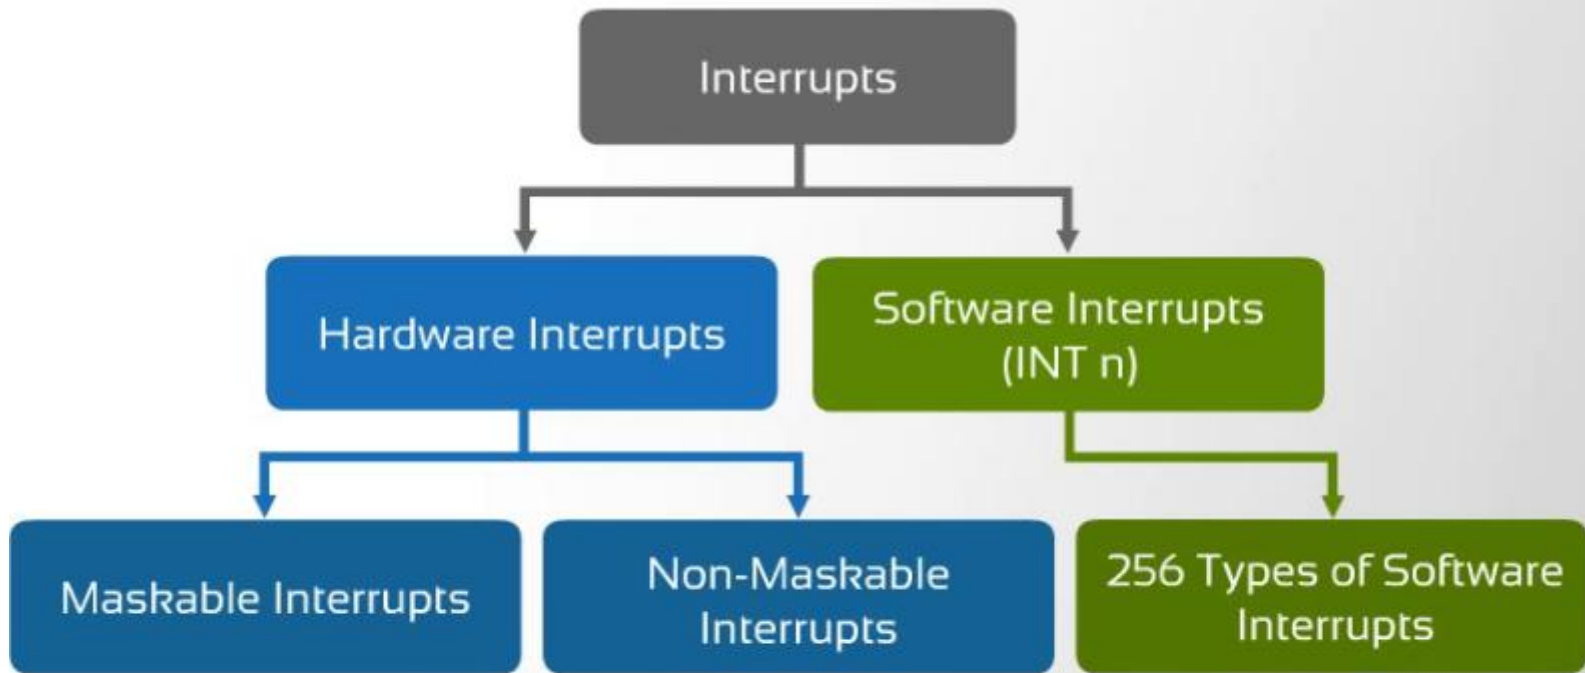 Interrupts
Hardware Interrupts
Software Interrupts
(INT n)
Maskable Interrupts
Non-Maskable
Interrupts
256 Types of Software
Interrupts